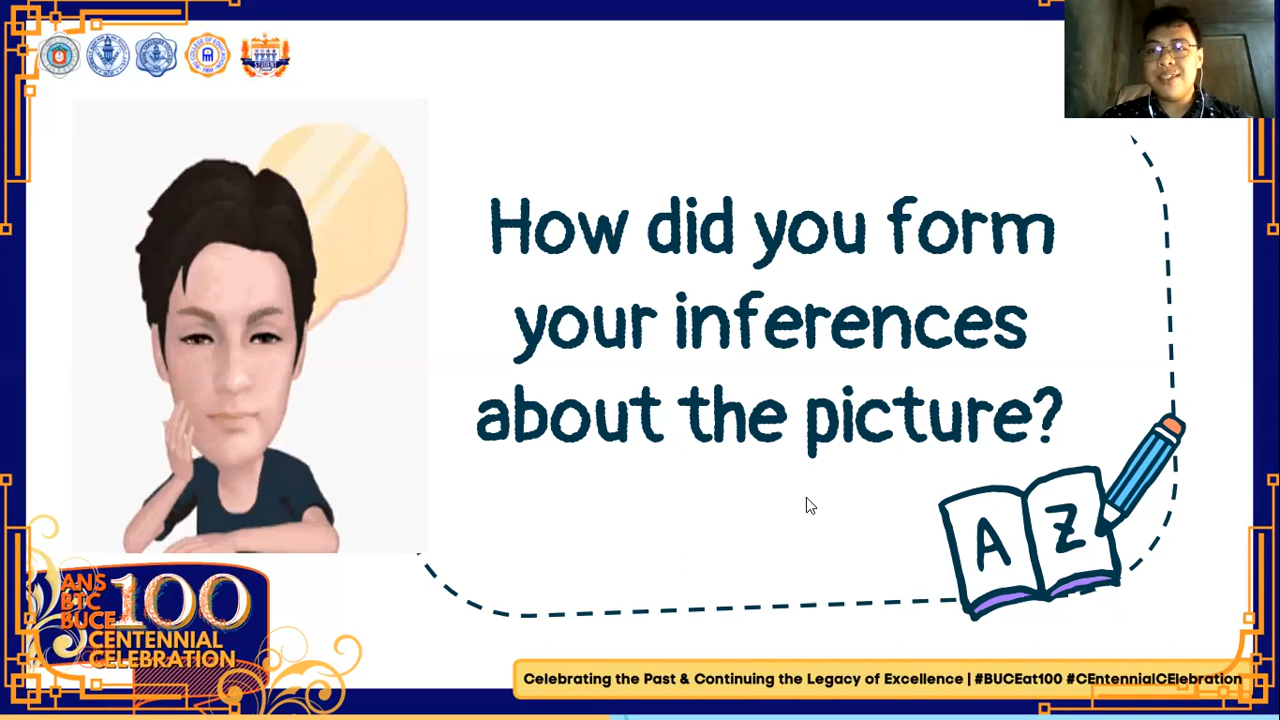 How did you form
your inferences
about the picture?
A Z
ANS
BTC
BUCE
100
CENTENNIAL
CELEBRATION
Celebrating the Past & Continuing the Legacy of Excellence | #BUCEat100 #CEntennialCElebration